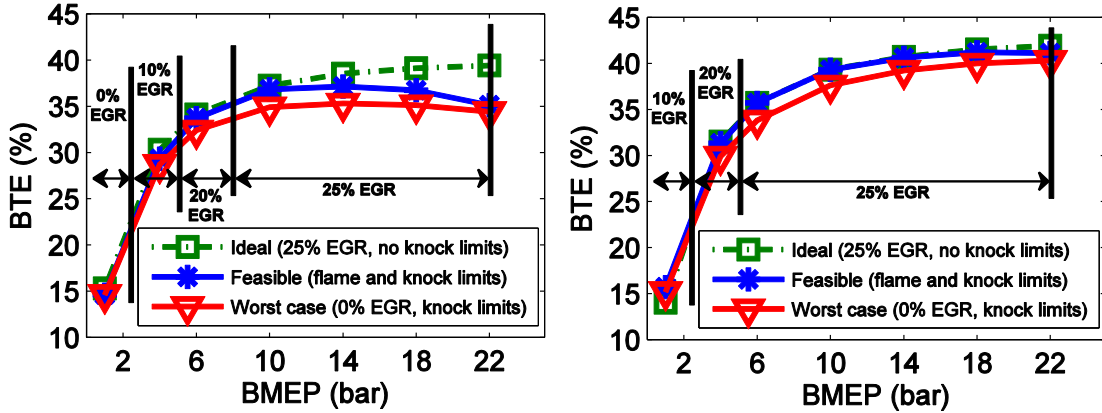 BTE (%)
40
35
30
25
20
15
10
0%
EGR
10%
EGR
20%
EGR
25% EGR
Ideal (25% EGR, no knock limits)
Feasible (flame and knock limits)
Worst case (0% EGR, knock limits)
2 6 10 14 18 22
BMEP (bar)
BTE (%)
45
40
35
30
25
20
15
10
10%
EGR
20%
EGR
25% EGR
Ideal (25% EGR, no knock limits)
Feasible (flame and knock limits)
Worst case (0% EGR, knock limits)
2 6 10 14 18 22
BMEP (bar)